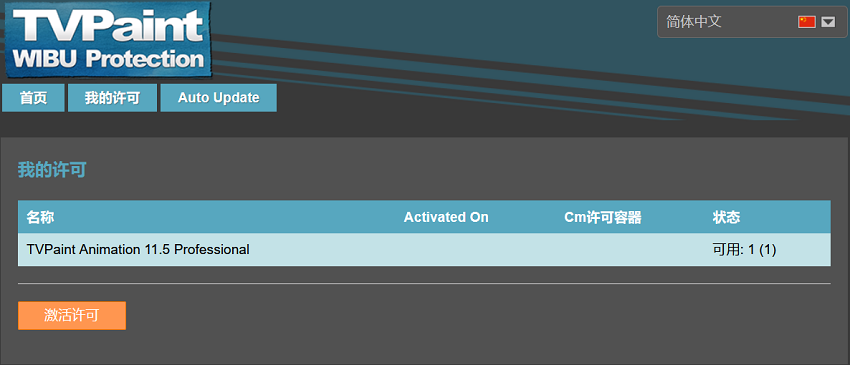 TVPaint
WIBU Protection
简体中文
首页 我的许可 Auto Update
我的许可
名称 Activated On Cm许可容器 状态
TVPaint Animation 11.5 Professional 可用: 1 (1)
激活许可